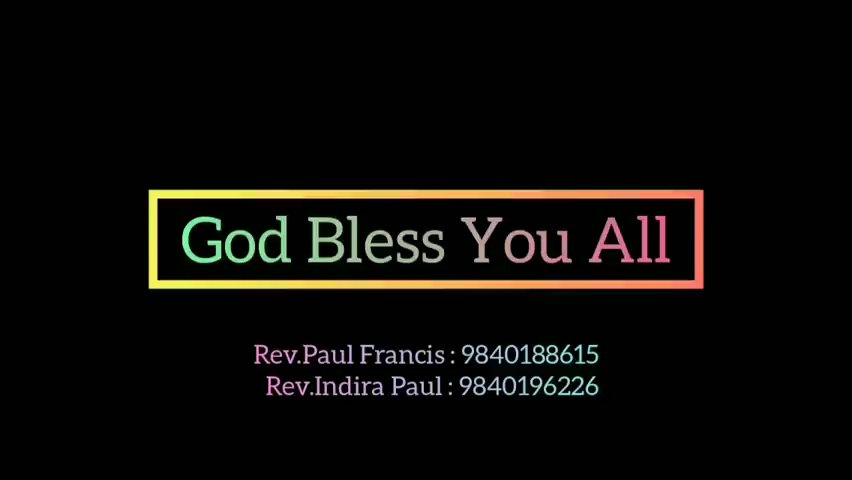 God Bless You All
Rev.Paul Francis : 9840188615
Rev.Indira Paul : 9840196226